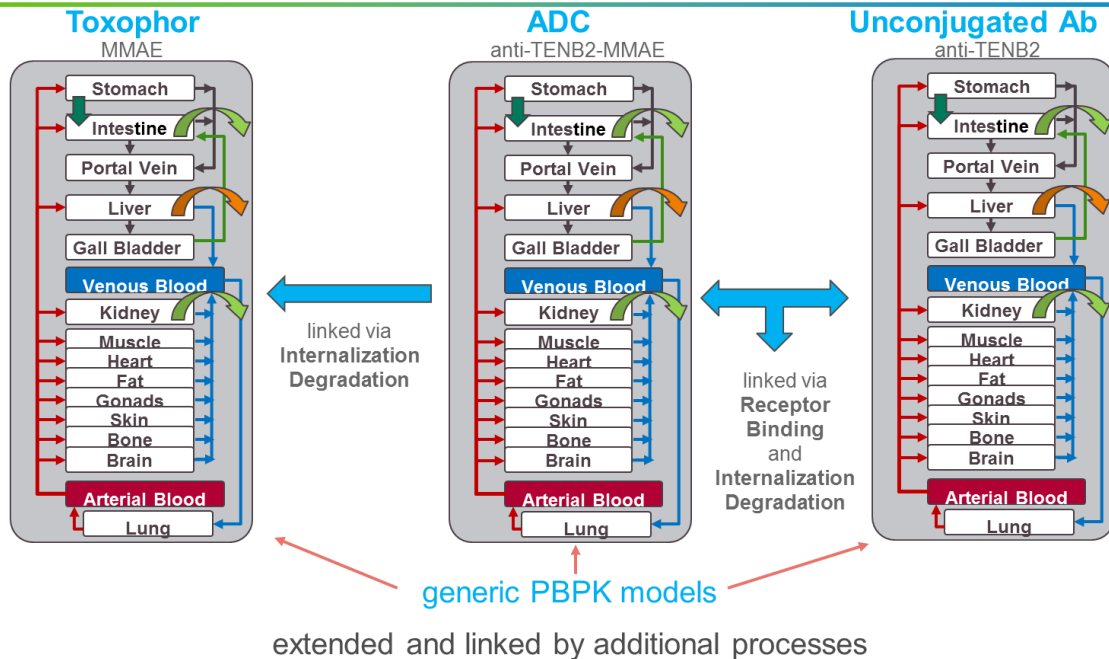 Toxophor
MMAE
Stomach
Intestine
Portal Vein
Liver
Gall Bladder
Venous Blood
Kidney
Muscle
Heart
Fat
Gonads
Skin
Bone
Brain
Arterial Blood
Lung
linked via
Internalization
Degradation
ADC
anti-TENB2-MMAE
Stomach
Intestine
Portal Vein
Liver
Gall Bladder
Venous Blood
Kidney
Muscle
Heart
Fat
Gonads
Skin
Bone
Brain
Arterial Blood
Lung
linked via
Receptor
Binding
and
Internalization
Degradation
Unconjugated Ab
anti-TENB2
Stomach
Intestine
Portal Vein
Liver
Gall Bladder
Venous Blood
Kidney
Muscle
Heart
Fat
Gonads
Skin
Bone
Brain
Arterial Blood
Lung
generic PBPK models
extended and linked by additional processes